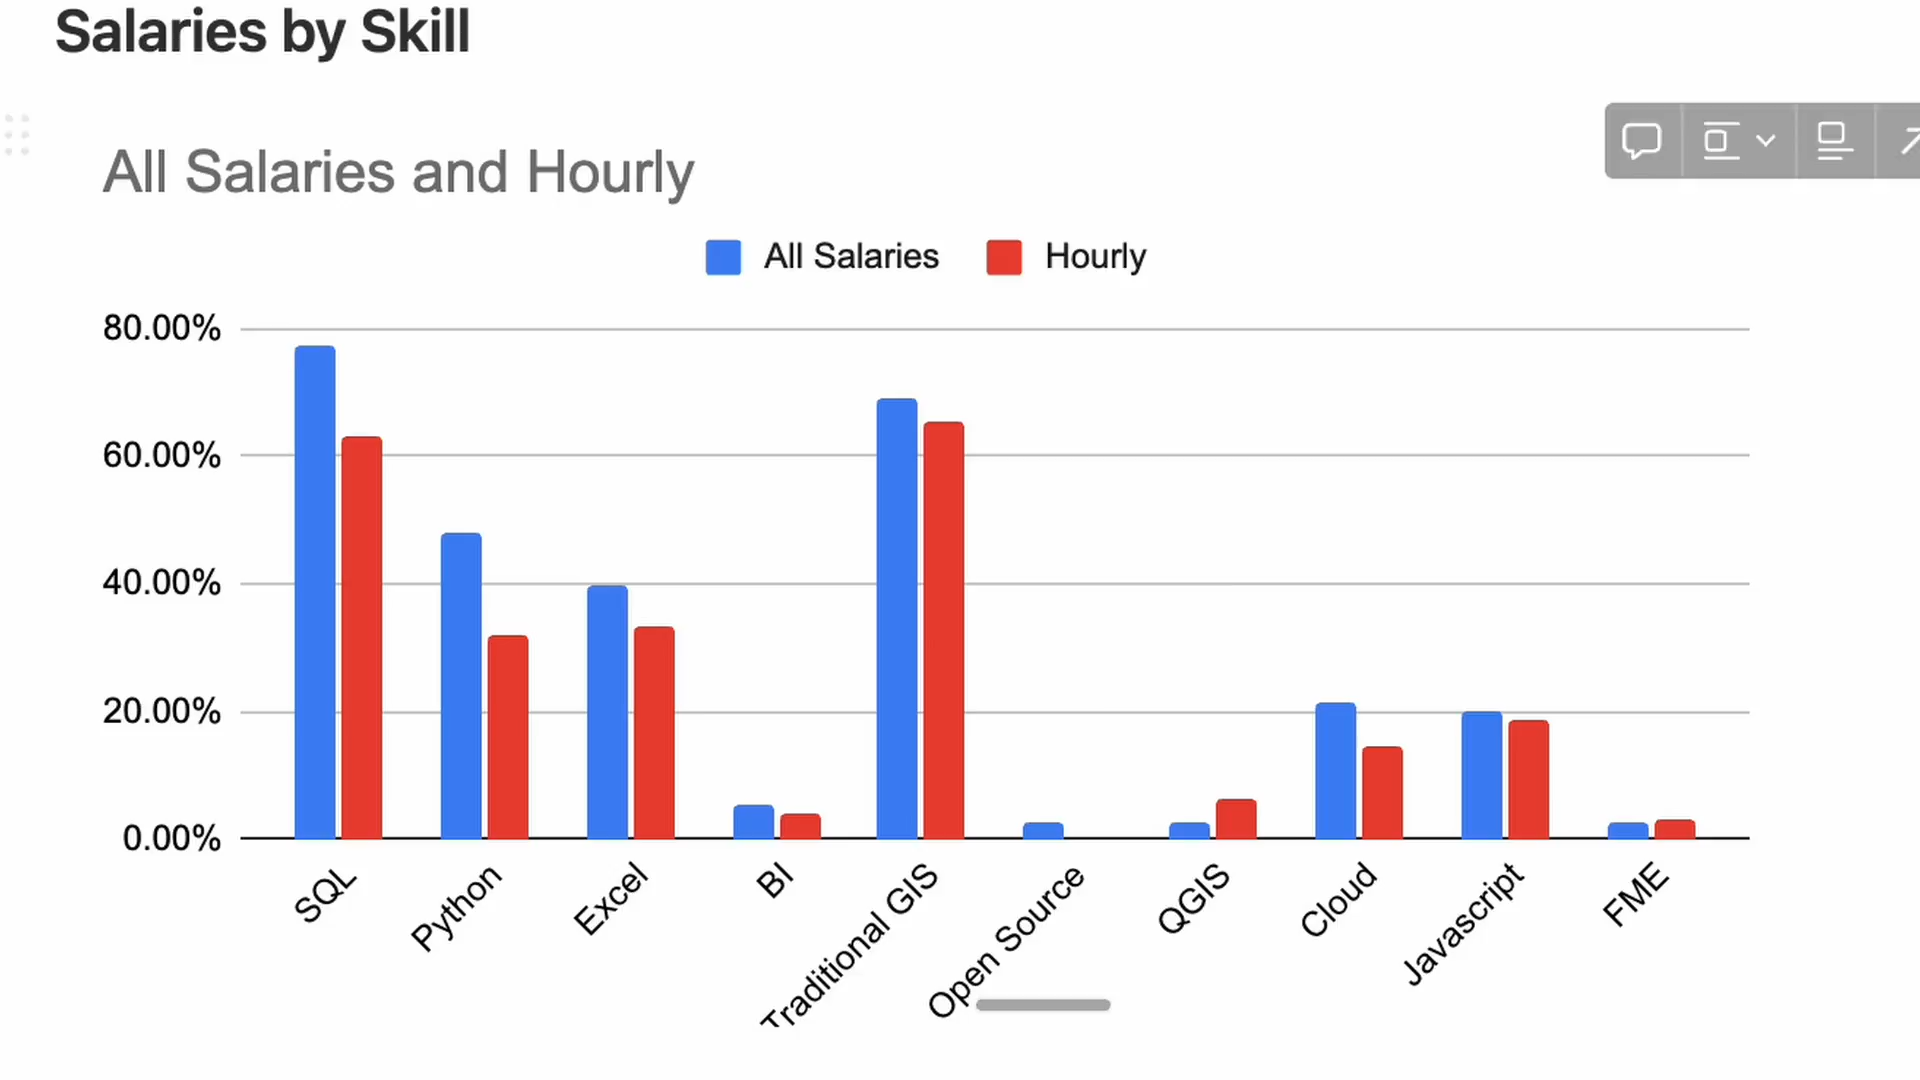 Salaries by Skill
All Salaries and Hourly
All Salaries
Hourly
80.00%
60.00%
40.00%
20.00%
0.00%
SQL
Python
Excel
BI
Traditional GIS
Open Source
QGIS
Cloud
Javascript
FME